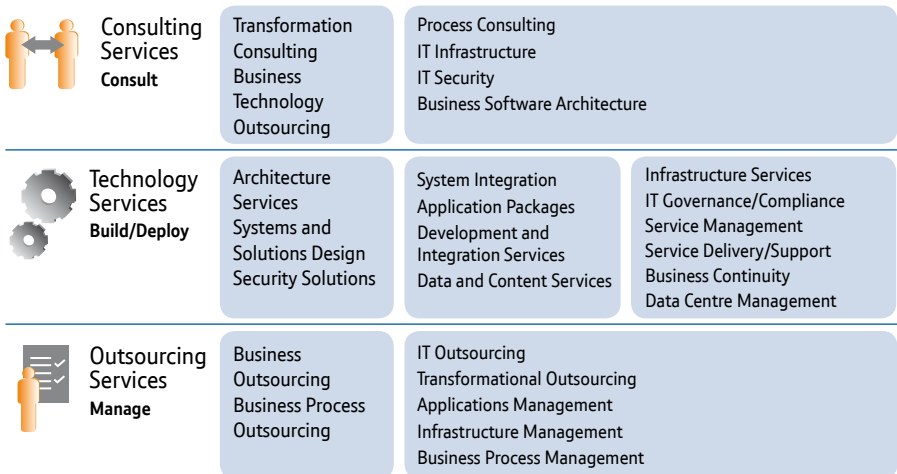 Consulting
Services
Consult
Transformation
Consulting
Business
Technology
Outsourcing
Process Consulting
IT Infrastructure
IT Security
Business Software Architecture
Technology
Services
Build/Deploy
Architecture
Services
Systems and
Solutions Design
Security Solutions
System Integration
Application Packages
Development and
Integration Services
Data and Content Services
Infrastructure Services
IT Governance/Compliance
Service Management
Service Delivery/Support
Business Continuity
Data Centre Management
Outsourcing
Services
Manage
Business
Outsourcing
Business Process
Outsourcing
IT Outsourcing
Transformational Outsourcing
Applications Management
Infrastructure Management
Business Process Management